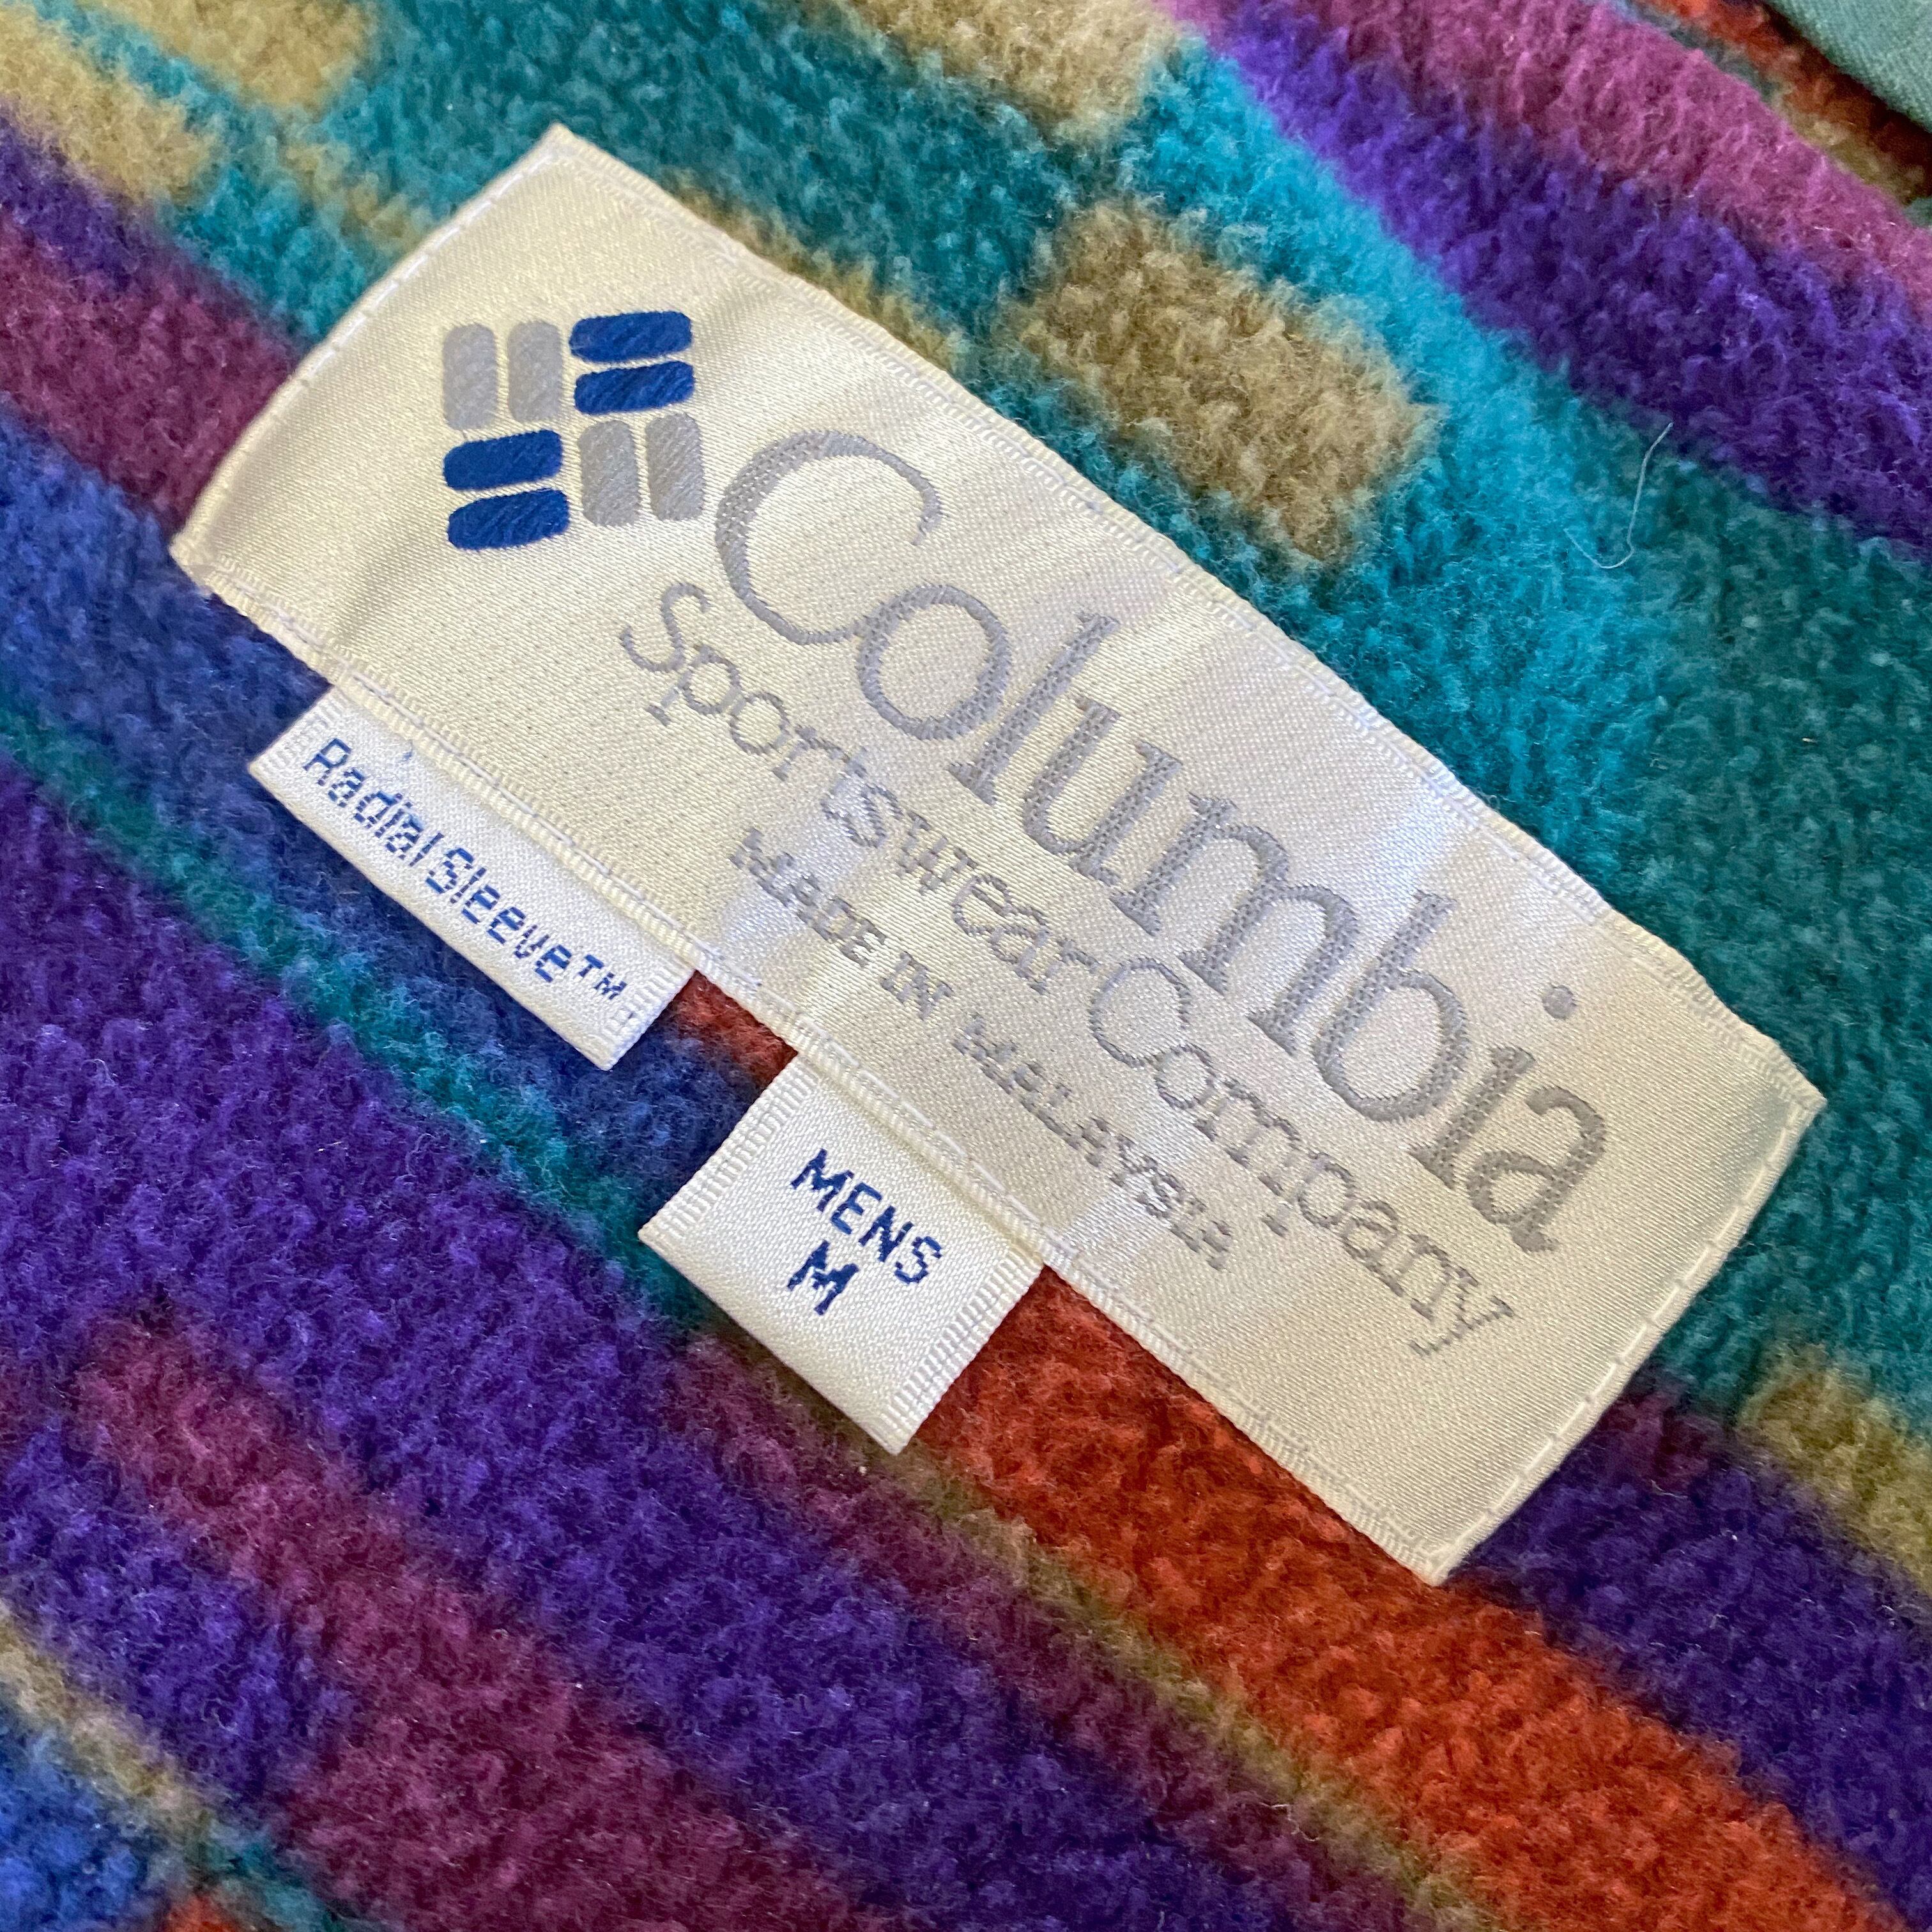 Columbia
Sportswear Company
MADE IN MALAYSIA
Radial Sleeve™
MENS
M